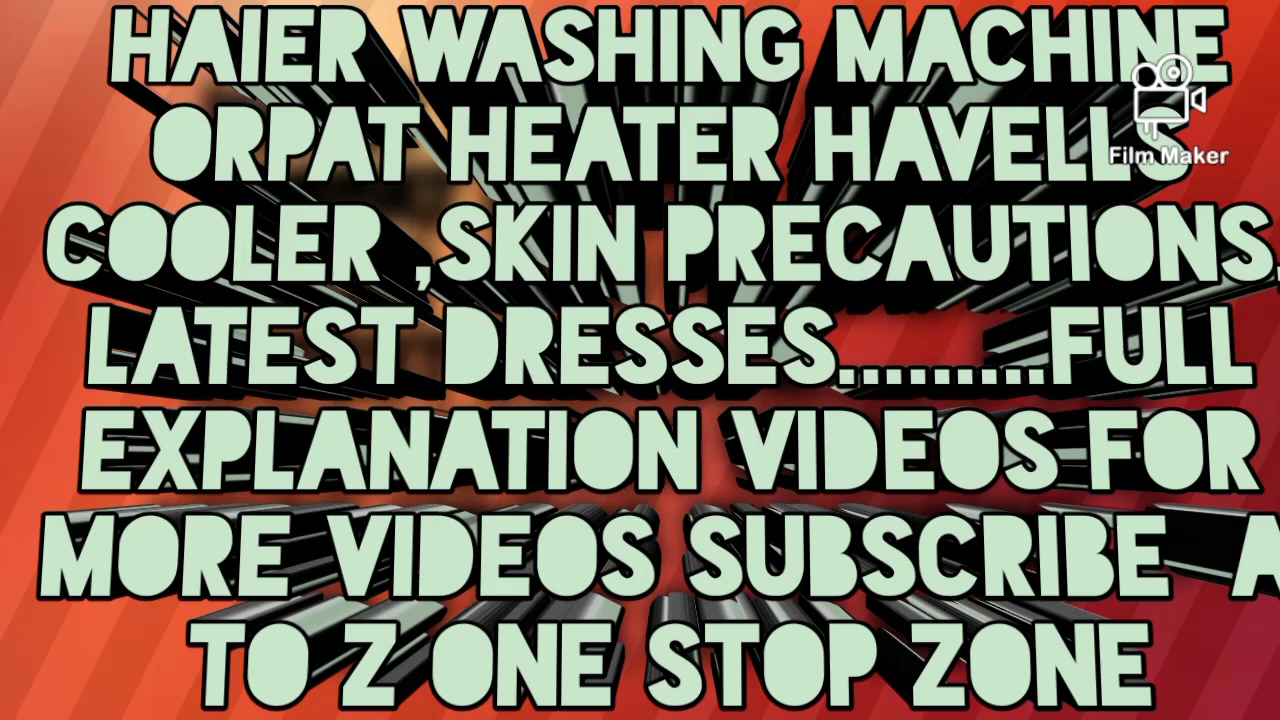 HAIER WASHING MACHINE
ORPAT HEATER HAVELLS
COOLER ,SKIN PRECAUTIONS.
LATEST DRESSES.........FULL
EXPLANATION VIDEOS FOR
MORE VIDEOS SUBSCRIBE A
TO Z ONE STOP ZONE
Film Maker